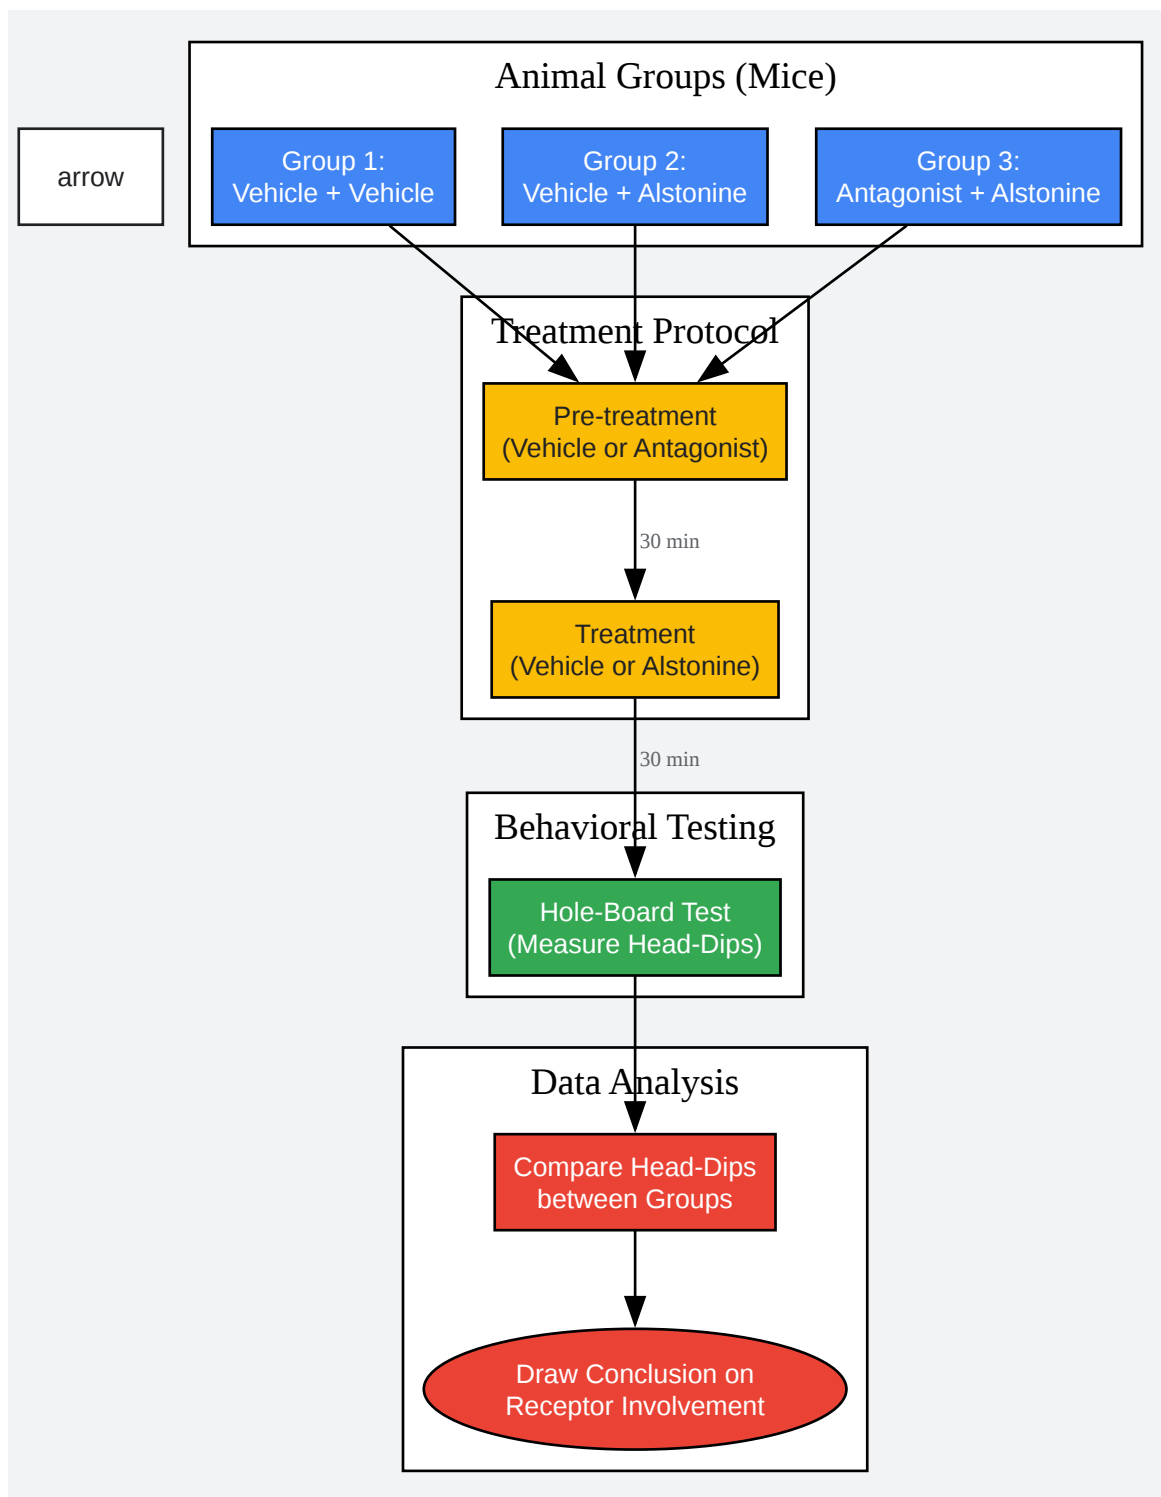 Animal Groups (Mice)
arrow
Group 1:
Vehicle + Vehicle
Group 2:
Vehicle + Alstonine
Group 3:
Antagonist + Alstonine
Treatment Protocol
Pre-treatment
(Vehicle or Antagonist)
30 min
Treatment
(Vehicle or Alstonine)
30 min
Behavioral Testing
Hole-Board Test
(Measure Head-Dips)
Data Analysis
Compare Head-Dips
between Groups
Draw Conclusion on
Receptor Involvement